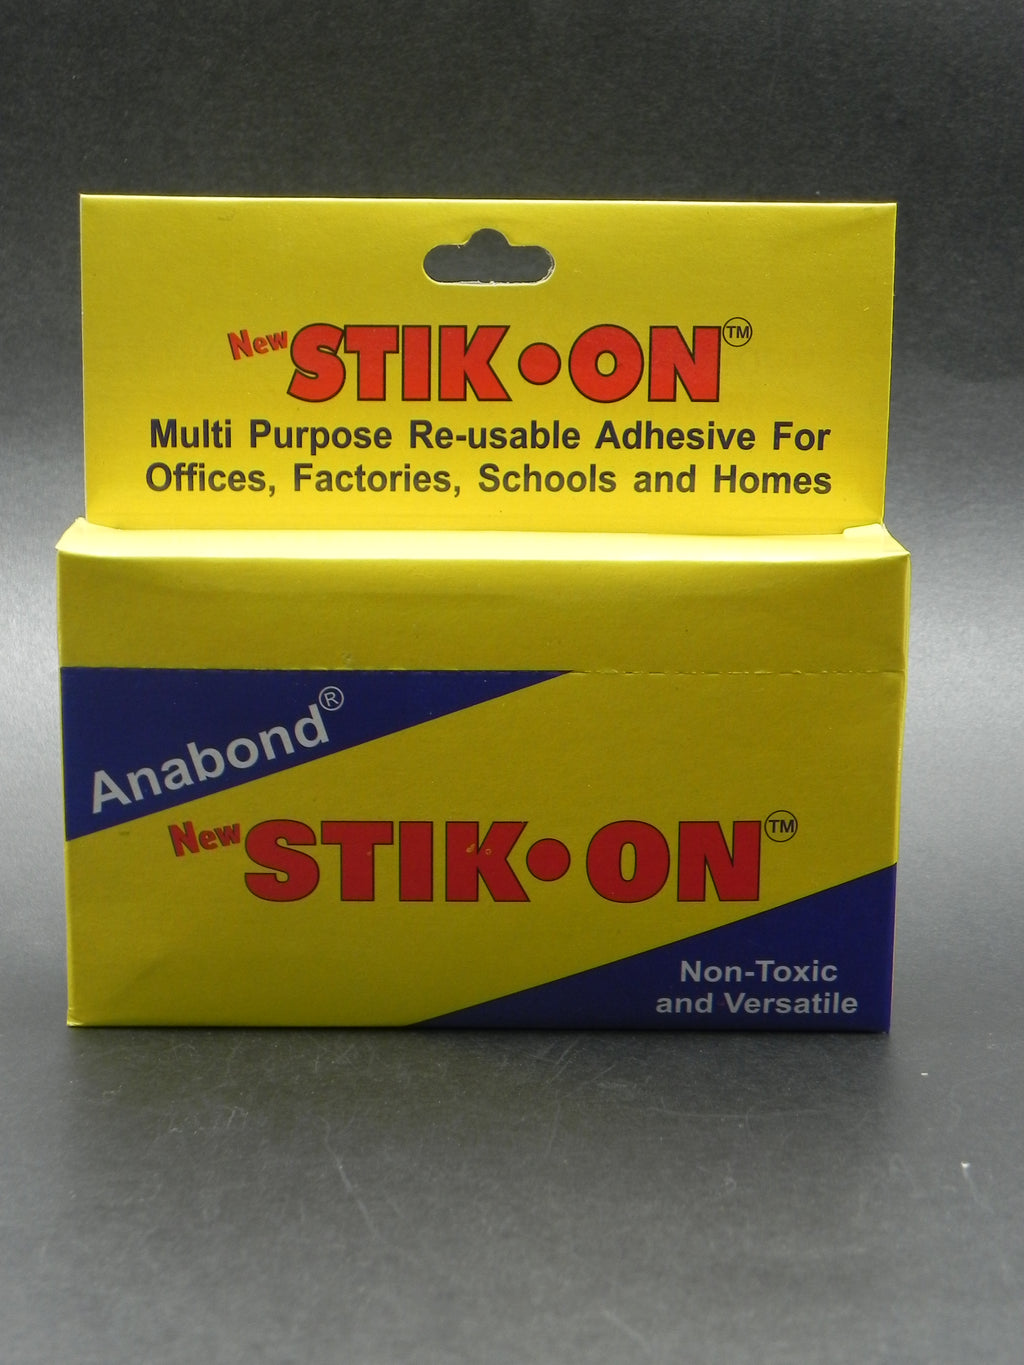 New STIK•ON™
Multi Purpose Re-usable Adhesive For
Offices, Factories, Schools and Homes
Anabond®
New STIK•ON™
Non-Toxic
and Versatile